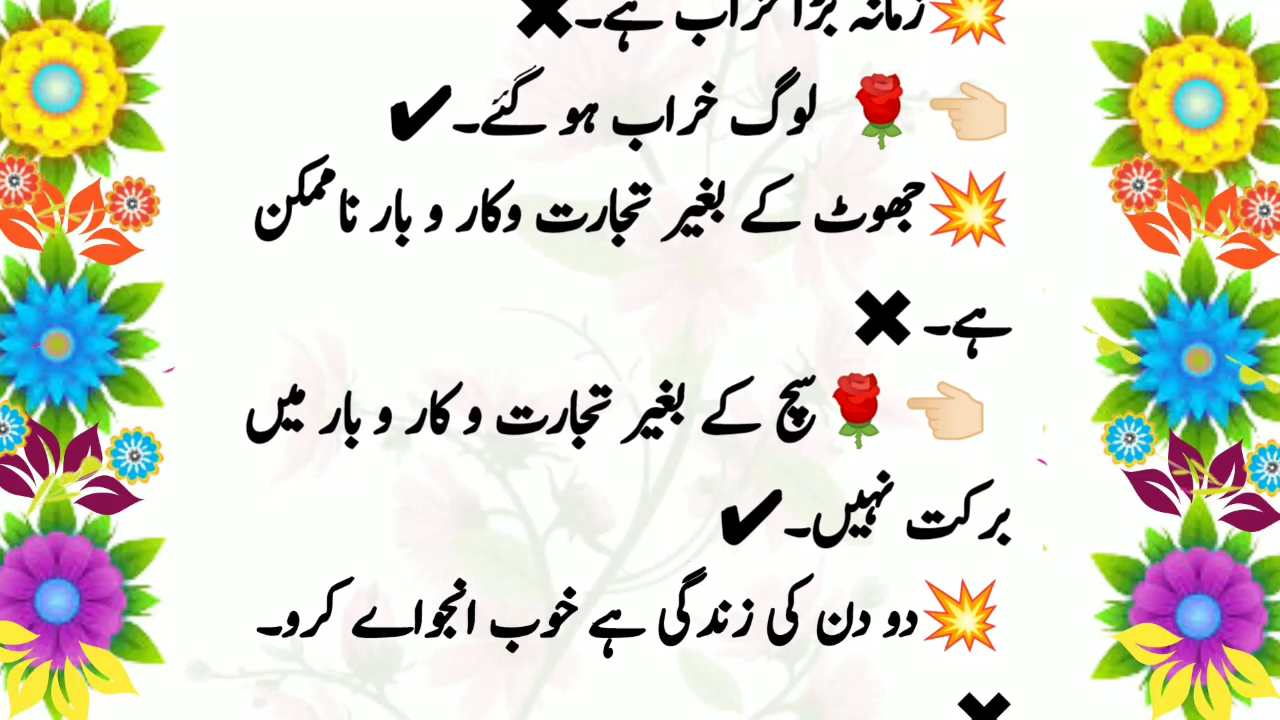 💥زمانہ بڑا خراب ہے۔✖
👈🏻🌹 لوگ خراب ہو گئے۔✔
💥جھوٹ کے بغیر تجارت وکار و بار ناممکن
ہے۔ ✖
👈🏻🌹سچ کے بغیر تجارت و کار و بار میں
برکت نہیں۔✔
💥دو دن کی زندگی ہے خوب انجواے کرو۔
✖